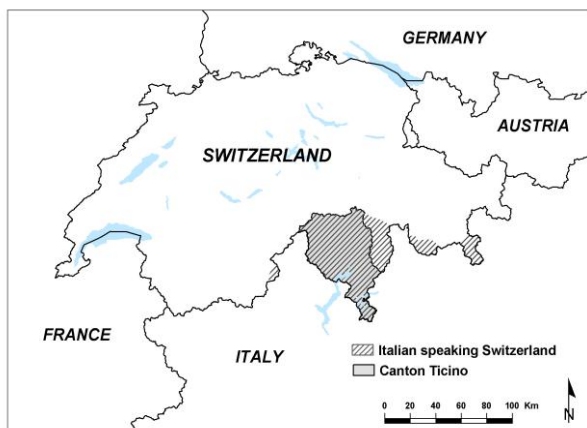 GERMANY
AUSTRIA
SWITZERLAND
FRANCE
ITALY
Italian speaking Switzerland
Canton Ticino
0 20 40 60 80 100 Km
N